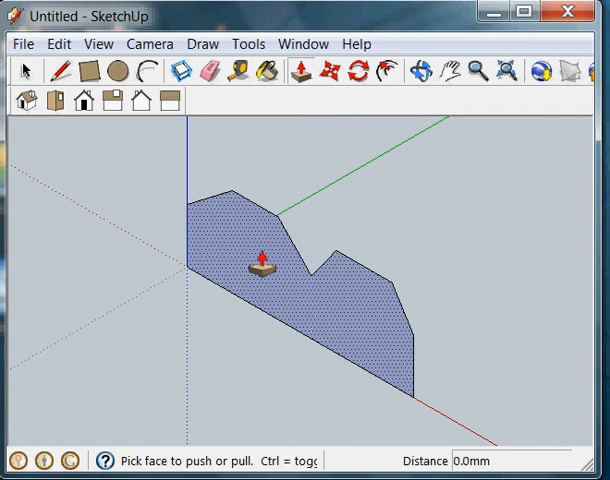 Untitled - SketchUp
File Edit View Camera Draw Tools Window Help
Pick face to push or pull. Ctrl = togg Distance 0.0mm